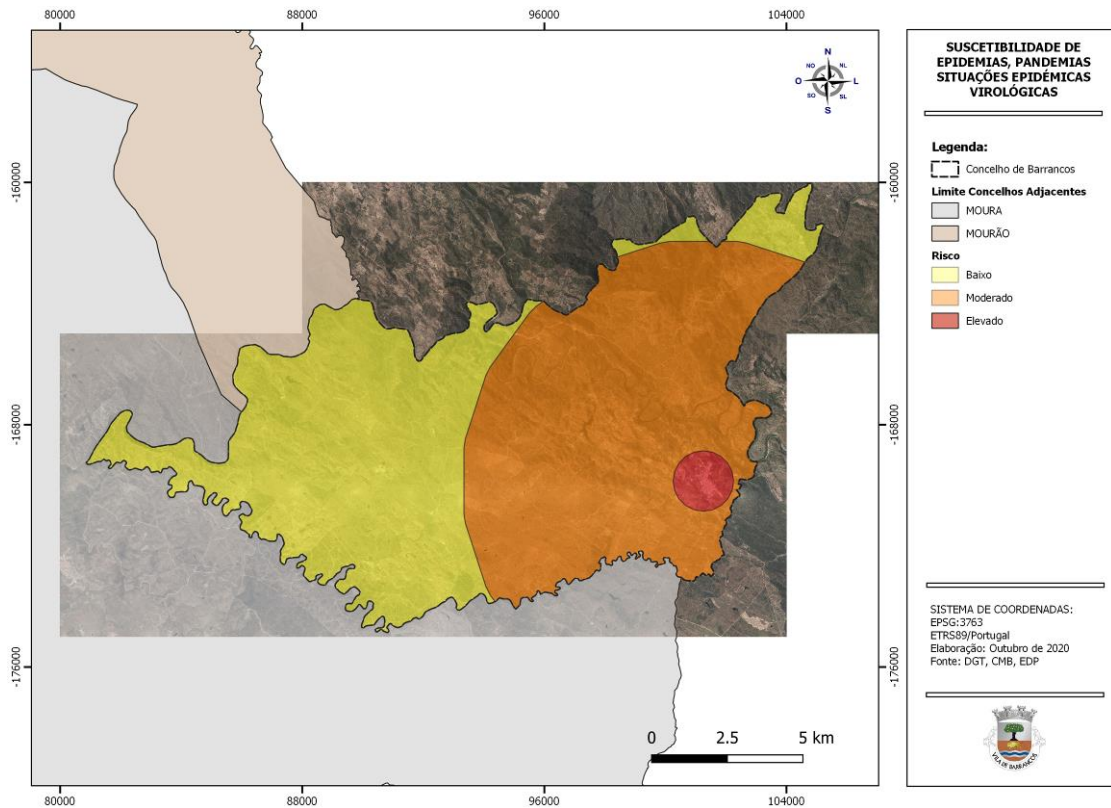 80000
88000
96000
104000
-160000
-168000
-176000
-160000
-168000
-176000
N
NO
NL
O
L
SO
SL
S
0
2.5
5 km
80000
88000
96000
104000
SUSCETIBILIDADE DE
EPIDEMIAS, PANDEMIAS
SITUAÇÕES EPIDÉMICAS
VIROLÓGICAS
Legenda:
Concelho de Barrancos
Limite Concelhos Adjacentes
MOURA
MOURÃO
Risco
Baixo
Moderado
Elevado
SISTEMA DE COORDENADAS:
EPSG:3763
ETRS89/Portugal
Elaboração: Outubro de 2020
Fonte: DGT, CMB, EDP
VILA DE BARRANCOS